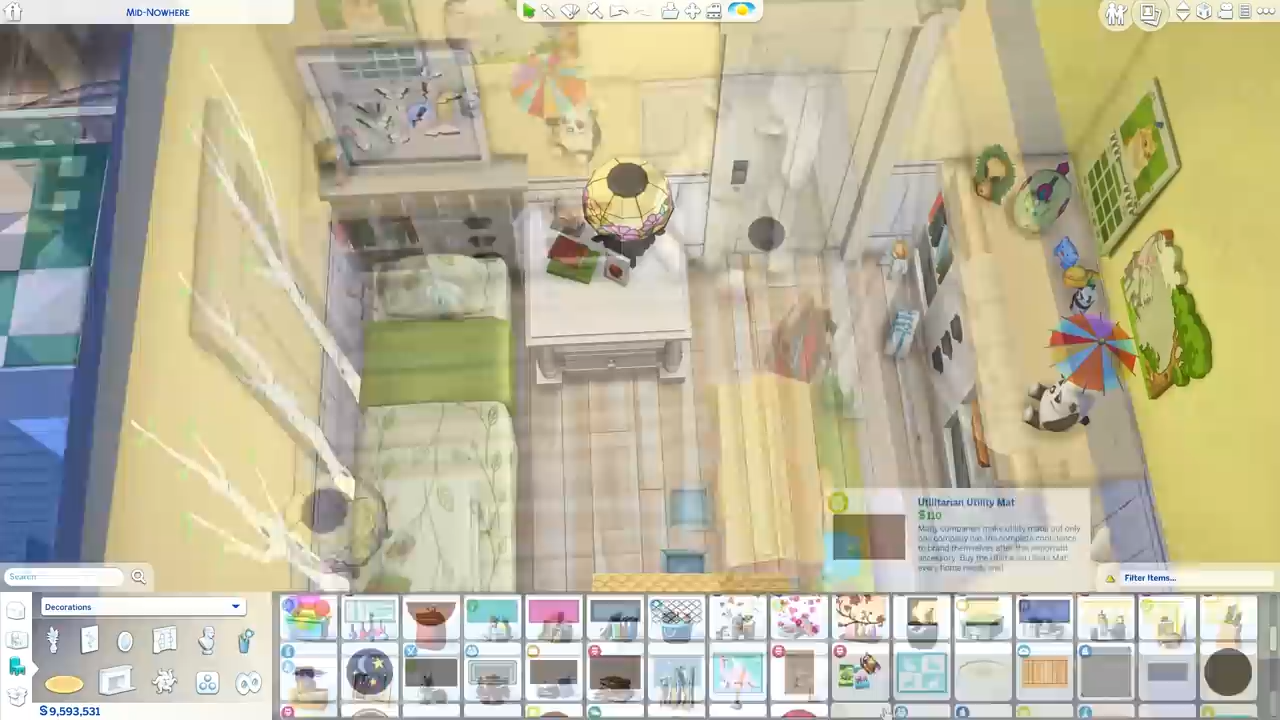 MID-NOWHERE
Utilitarian Utility Mat
$110
Many companies make utility mats but only
one company has the complete confidence
to brand themselves after this important
accessory. Buy the Utilitarian Utility Mat;
every home needs one!
Search
Filter Items...
Decorations
$9,593,531